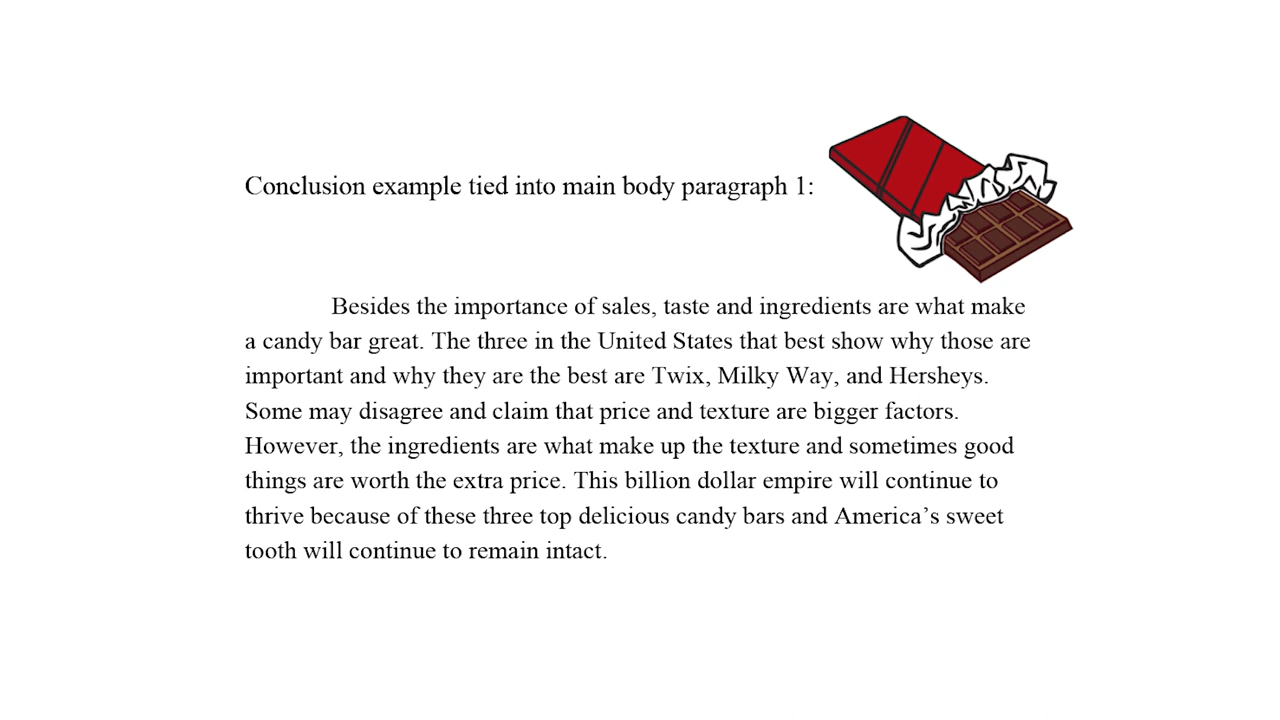 Conclusion example tied into main body paragraph 1:
Besides the importance of sales, taste and ingredients are what make
a candy bar great. The three in the United States that best show why those are
important and why they are the best are Twix, Milky Way, and Hersheys.
Some may disagree and claim that price and texture are bigger factors.
However, the ingredients are what make up the texture and sometimes good
things are worth the extra price. This billion dollar empire will continue to
thrive because of these three top delicious candy bars and America’s sweet
tooth will continue to remain intact.